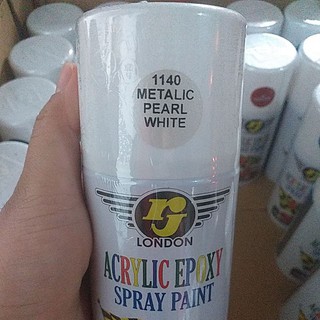 1140
METALIC
PEARL
WHITE
rj
LONDON
ACRYLIC EPOXY
SPRAY PAINT